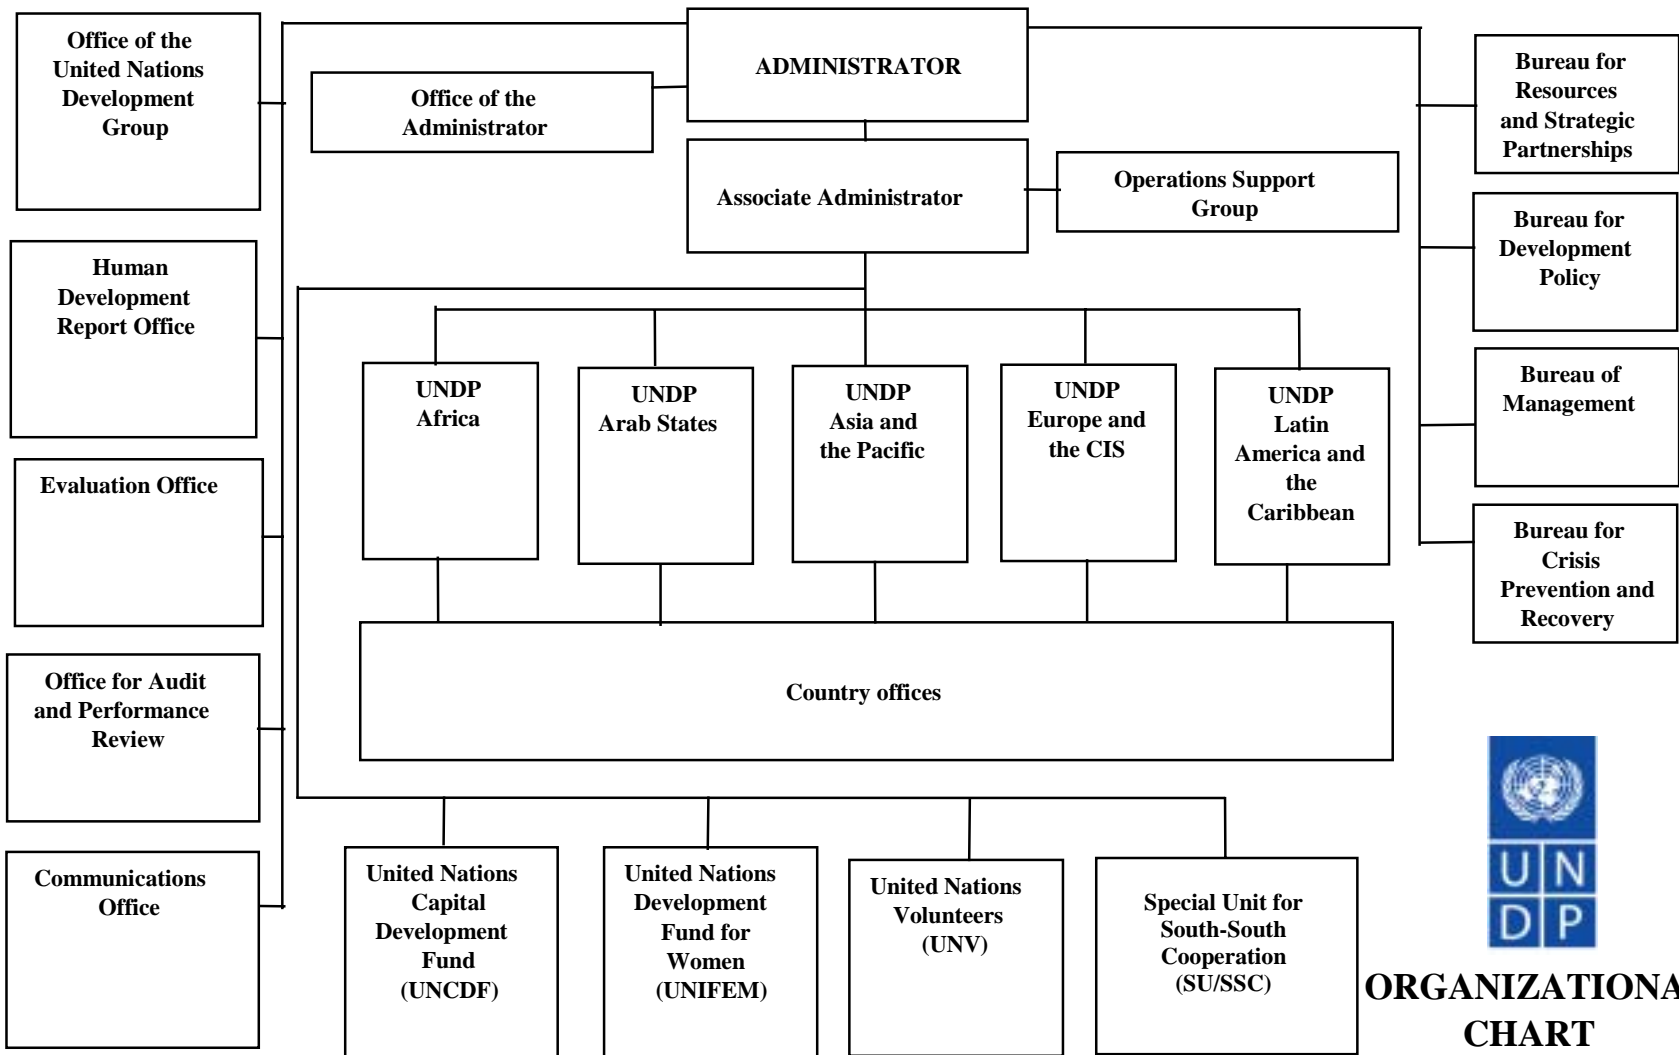 Office of the
United Nations
Development
Group
ADMINISTRATOR
Office of the
Administrator
Bureau for
Resources
and Strategic
Partnerships
Associate Administrator
Operations Support
Group
Human
Development
Report Office
Bureau for
Development
Policy
UNDP
Africa
UNDP
Arab States
UNDP
Asia and
the Pacific
UNDP
Europe and
the CIS
UNDP
Latin
America and
the
Caribbean
Bureau of
Management
Evaluation Office
Bureau for
Crisis
Prevention and
Recovery
Office for Audit
and Performance
Review
Country offices
Communications
Office
United Nations
Capital
Development
Fund
(UNCDF)
United Nations
Development
Fund for
Women
(UNIFEM)
United Nations
Volunteers
(UNV)
Special Unit for
South-South
Cooperation
(SU/SSC)
U N
D P
ORGANIZATIONA
CHART